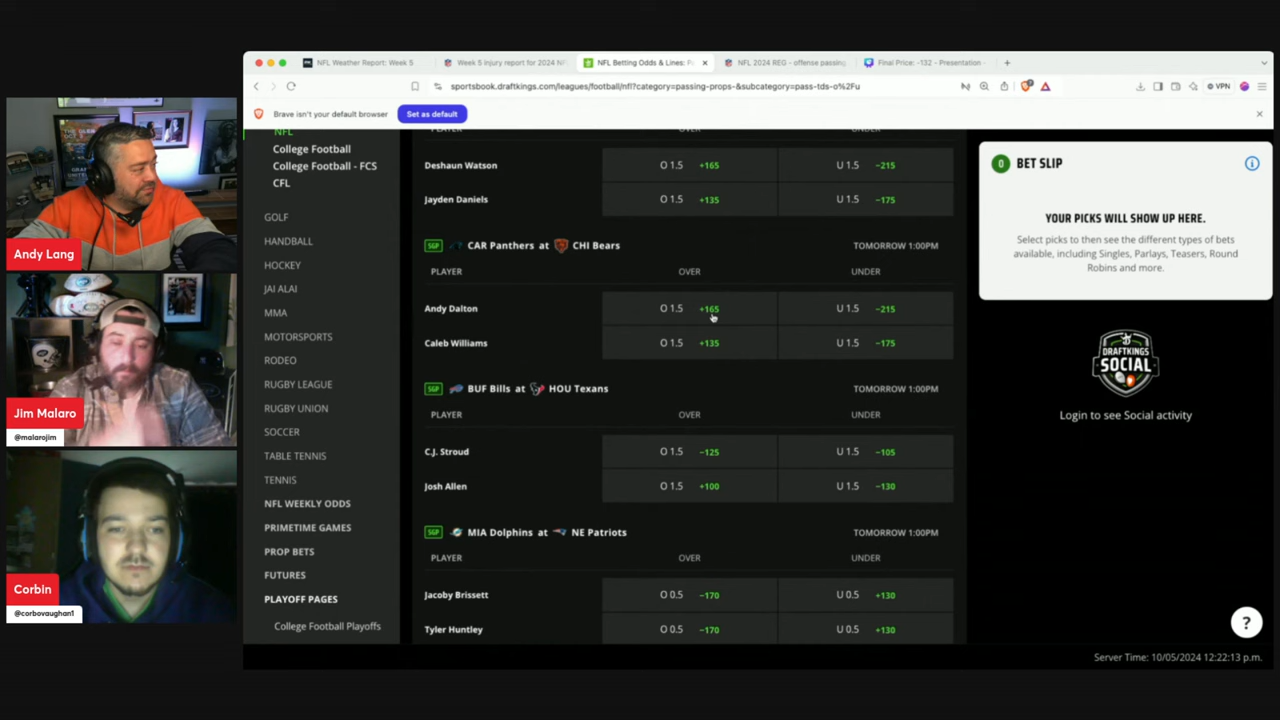 NFL Weather Report: Week 5
Week 5 injury report for 2024 NF
NFL Betting Odds & Lines: P
NFL 2024 REG - offense passing
Final Price: -132 - Presentation -
sportsbook.draftkings.com/leagues/football/nfl?category=passing-props-&subcategory=pass-tds-o%2Fu
VPN
Brave isn't your default browser
Set as default
NFL
College Football
College Football - FCS
CFL
GOLF
HANDBALL
HOCKEY
JAI ALAI
MMA
MOTORSPORTS
RODEO
RUGBY LEAGUE
RUGBY UNION
SOCCER
TABLE TENNIS
TENNIS
NFL WEEKLY ODDS
PRIMETIME GAMES
PROP BETS
FUTURES
PLAYOFF PAGES
College Football Playoffs
PLAYER OVER UNDER
Deshaun Watson O 1.5 +165 U 1.5 −215
Jayden Daniels O 1.5 +135 U 1.5 −175
SGP CAR Panthers at CHI Bears TOMORROW 1:00PM
PLAYER OVER UNDER
Andy Dalton O 1.5 +165 U 1.5 −215
Caleb Williams O 1.5 +135 U 1.5 −175
SGP BUF Bills at HOU Texans TOMORROW 1:00PM
PLAYER OVER UNDER
C.J. Stroud O 1.5 −125 U 1.5 −105
Josh Allen O 1.5 +100 U 1.5 −130
SGP MIA Dolphins at NE Patriots TOMORROW 1:00PM
PLAYER OVER UNDER
Jacoby Brissett O 0.5 −170 U 0.5 +130
Tyler Huntley O 0.5 −170 U 0.5 +130
0 BET SLIP
YOUR PICKS WILL SHOW UP HERE.
Select picks to then see the different types of bets
available, including Singles, Parlays, Teasers, Round
Robins and more.
DRAFTKINGS
SOCIAL
Login to see Social activity
?
Server Time: 10/05/2024 12:22:13 p.m.
Andy Lang
Jim Malaro
@malarojim
Corbin
@corbovaughan1